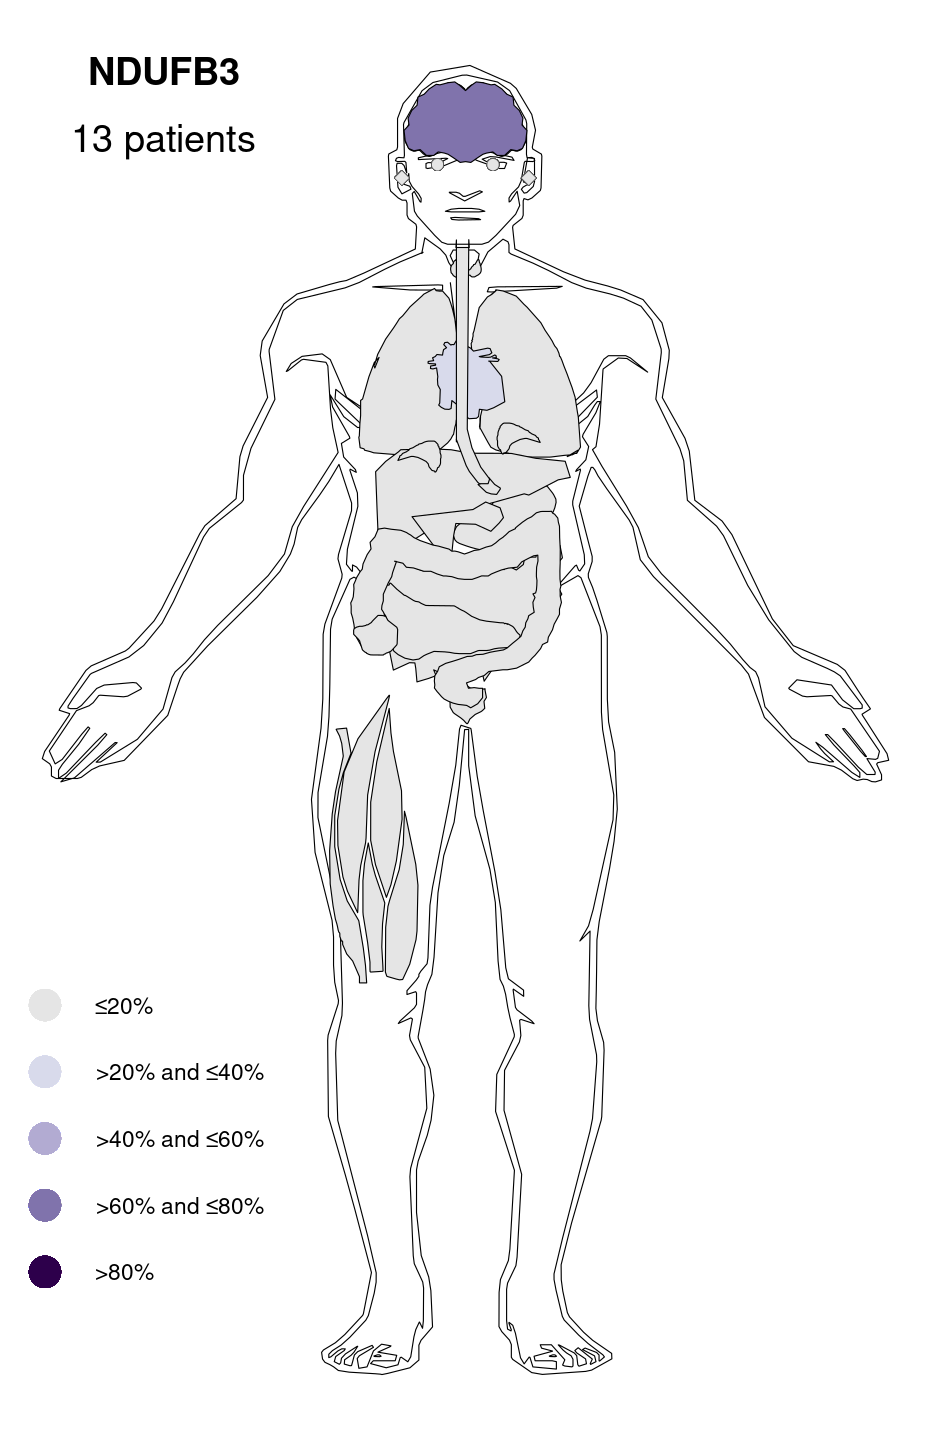 NDUFB3
13 patients
≤20%
>20% and ≤40%
>40% and ≤60%
>60% and ≤80%
>80%